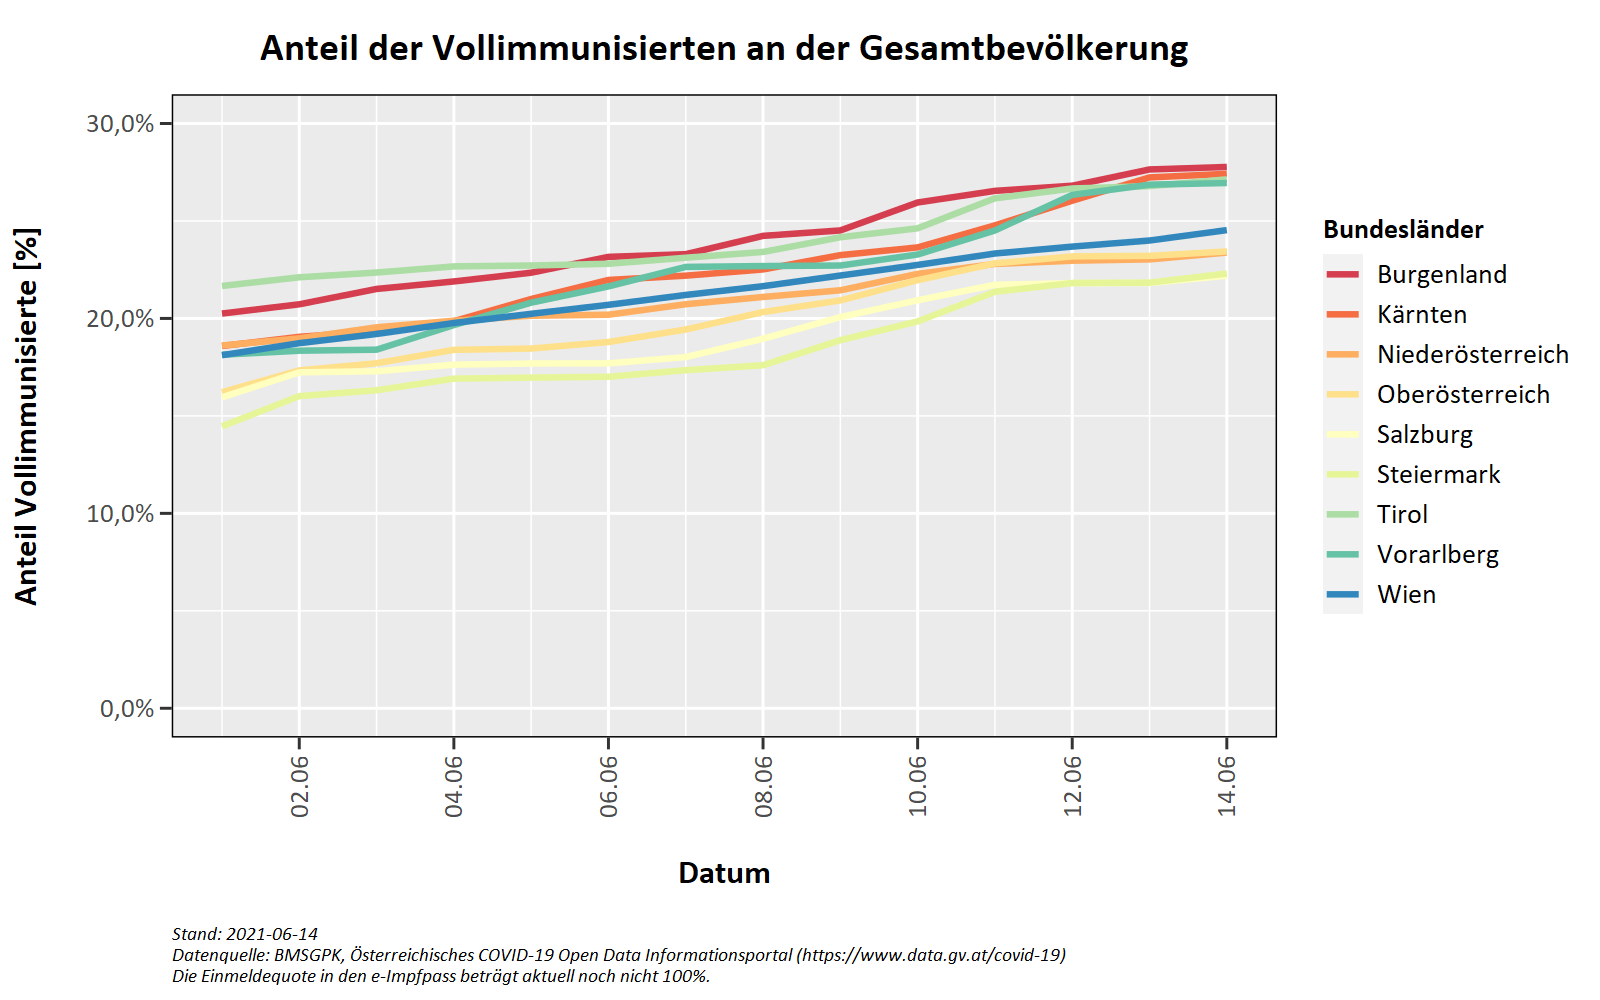 Anteil der Vollimmunisierten an der Gesamtbevölkerung
Anteil Vollimmunisierte [%]
30,0%
20,0%
10,0%
0,0%
02.06
04.06
06.06
08.06
10.06
12.06
14.06
Datum
Bundesländer
Burgenland
Kärnten
Niederösterreich
Oberösterreich
Salzburg
Steiermark
Tirol
Vorarlberg
Wien
Stand: 2021-06-14
Datenquelle: BMSGPK, Österreichisches COVID-19 Open Data Informationsportal (https://www.data.gv.at/covid-19)
Die Einmeldequote in den e-Impfpass beträgt aktuell noch nicht 100%.